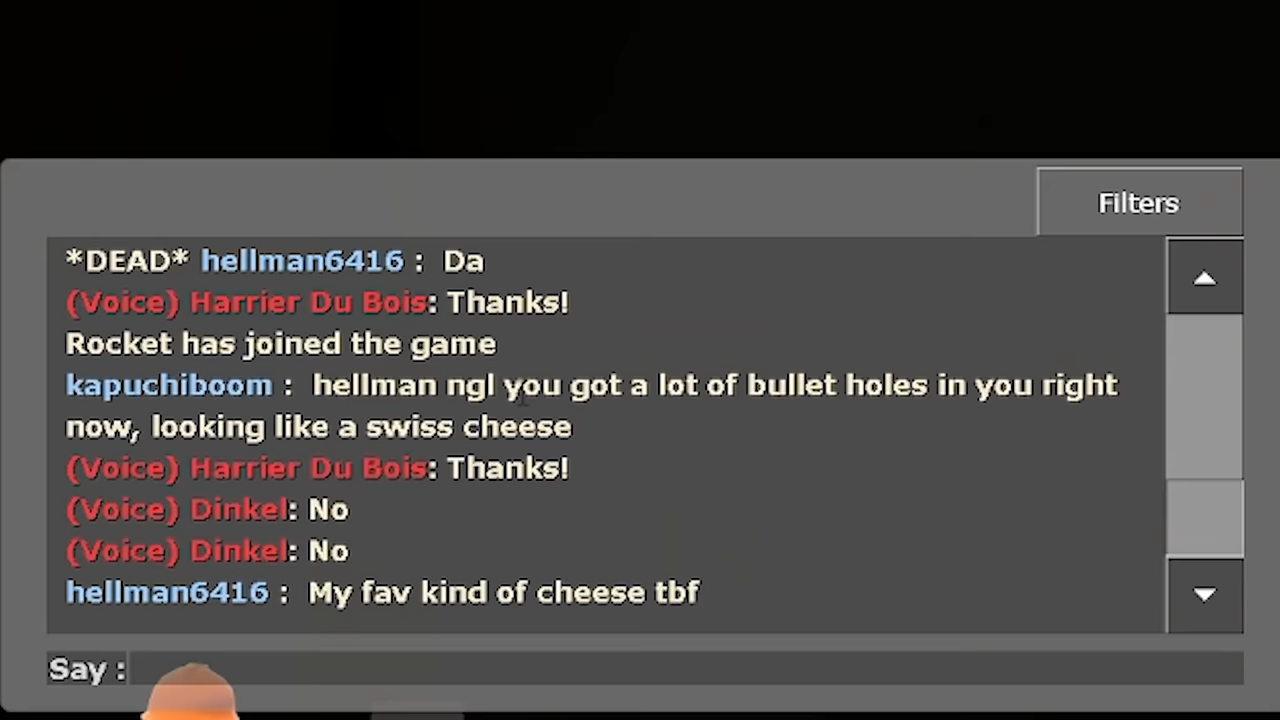 Filters
*DEAD* hellman6416 :  Da
(Voice) Harrier Du Bois: Thanks!
Rocket has joined the game
kapuchiboom :  hellman ngl you got a lot of bullet holes in you right
now, looking like a swiss cheese
(Voice) Harrier Du Bois: Thanks!
(Voice) Dinkel: No
(Voice) Dinkel: No
hellman6416 :  My fav kind of cheese tbf
Say :